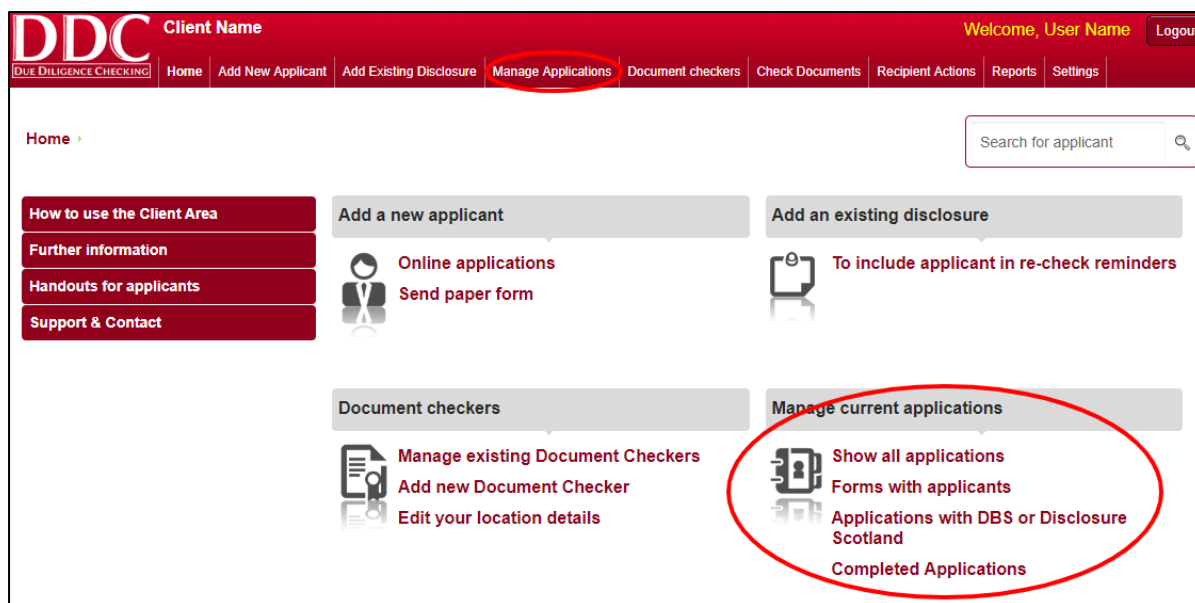 DDC
DUE DILIGENCE CHECKING
Client Name
Welcome, User Name
Logout
Home
Add New Applicant
Add Existing Disclosure
Manage Applications
Document checkers
Check Documents
Recipient Actions
Reports
Settings
Home
Search for applicant
How to use the Client Area
Further information
Handouts for applicants
Support & Contact
Add a new applicant
Online applications
Send paper form
Add an existing disclosure
To include applicant in re-check reminders
Document checkers
Manage existing Document Checkers
Add new Document Checker
Edit your location details
Manage current applications
Show all applications
Forms with applicants
Applications with DBS or Disclosure
Scotland
Completed Applications